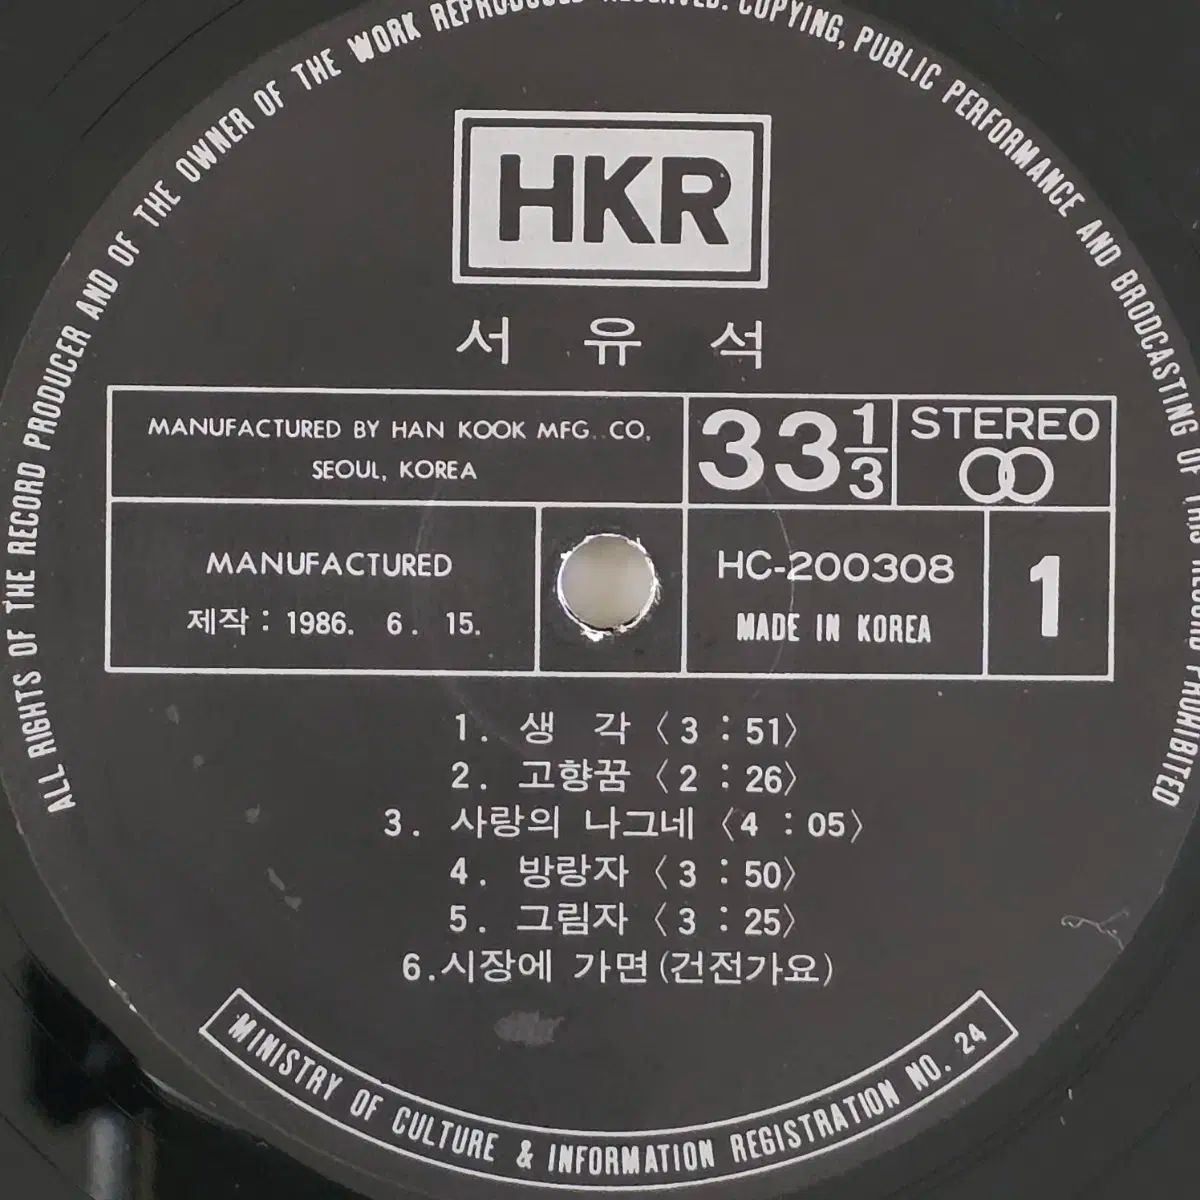 ALL RIGHTS OF THE RECORD PRODUCER AND OF THE OWNER OF THE WORK REPRODUCED RESERVED. COPYING, PUBLIC PERFORMANCE AND BRODCASTING OF THIS RECORD PROHIBITED
HKR
서 유 석
MANUFACTURED BY HAN KOOK MFG. CO.
SEOUL, KOREA
33 1/3
STEREO
MANUFACTURED
제작 : 1986. 6. 15.
HC-200308
MADE IN KOREA
1
1. 생 각 〈3 : 51〉
2. 고향꿈 〈2 : 26〉
3. 사랑의 나그네 〈4 : 05〉
4. 방랑자 〈3 : 50〉
5. 그림자 〈3 : 25〉
6.시장에 가면(건전가요)
MINISTRY OF CULTURE & INFORMATION REGISTRATION NO. 24